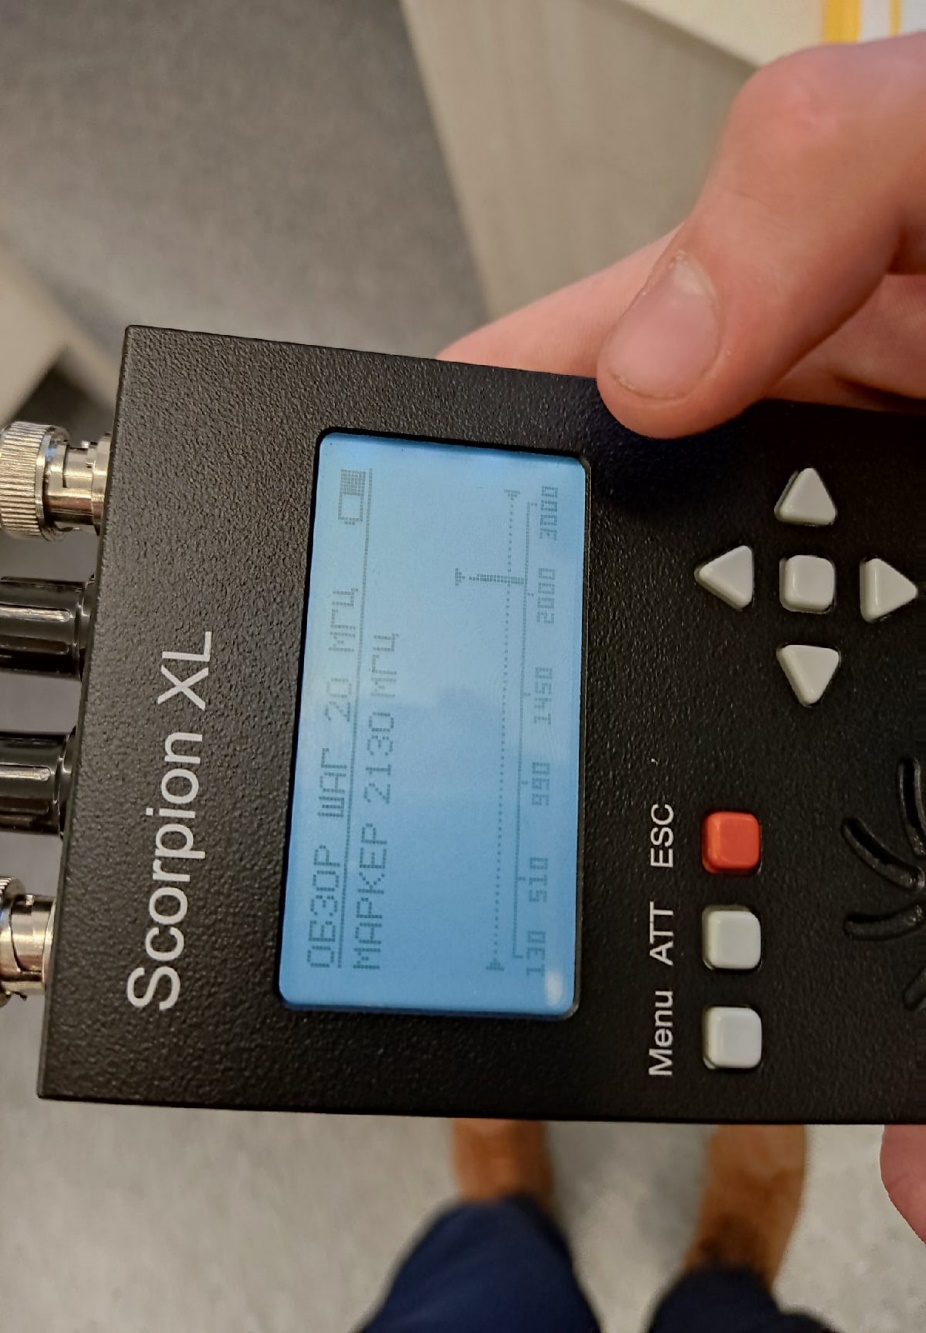 Scorpion XL
ОБЗОР ШАГ 20 МГЦ
МАРКЕР 2130 МГЦ
130 510 990 1450 2000 3000
Menu ATT ESC